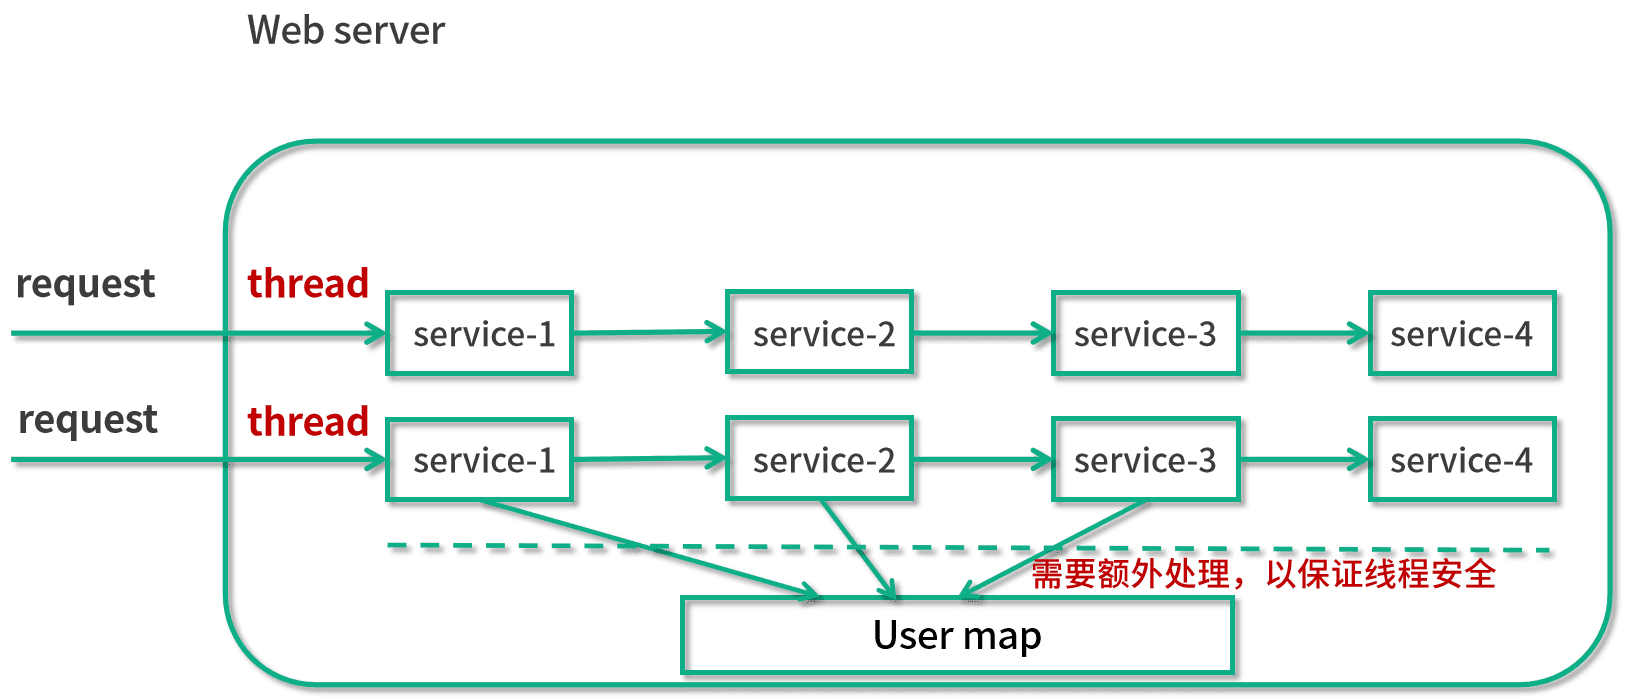 Web server
request
thread
service-1
service-2
service-3
service-4
request
thread
service-1
service-2
service-3
service-4
需要额外处理，以保证线程安全
User map